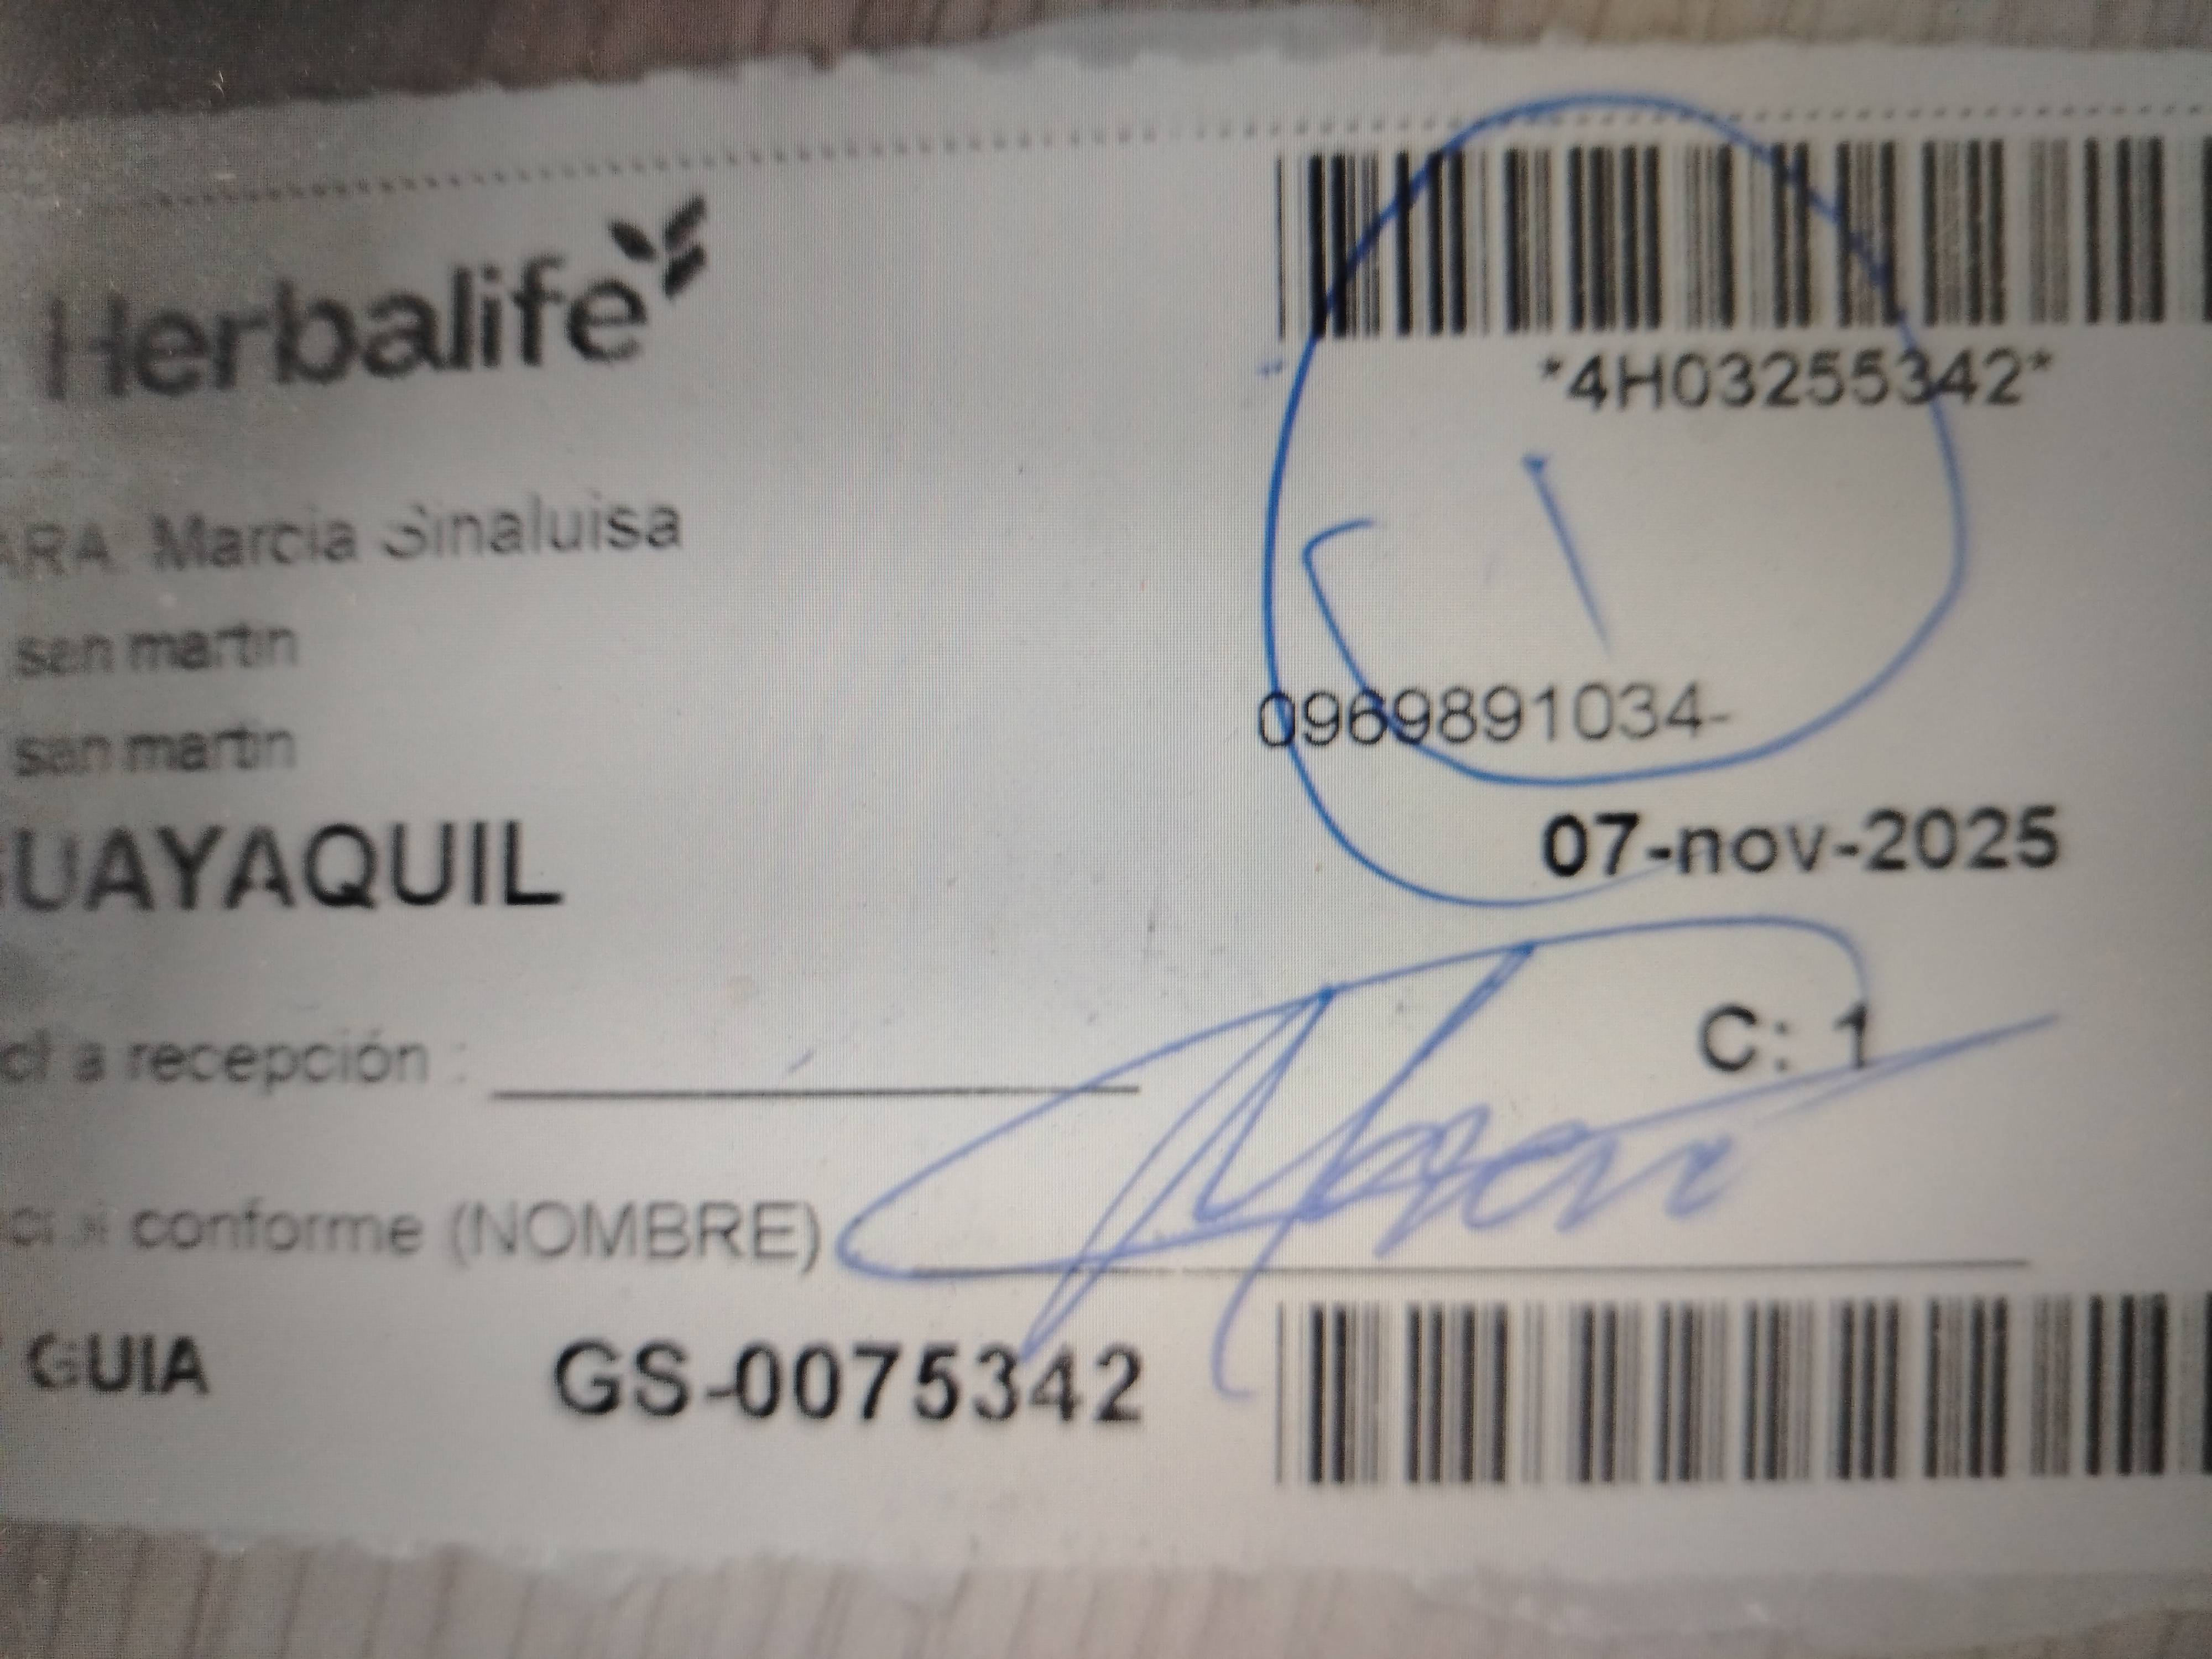 Herbalife
*4H03255342*
ARA Marcia Sinaluisa
san martin
0969891034-
san martin
07-nov-2025
GUAYAQUIL
C: 1
a recepción :
conforme (NOMBRE)
GUIA GS-0075342